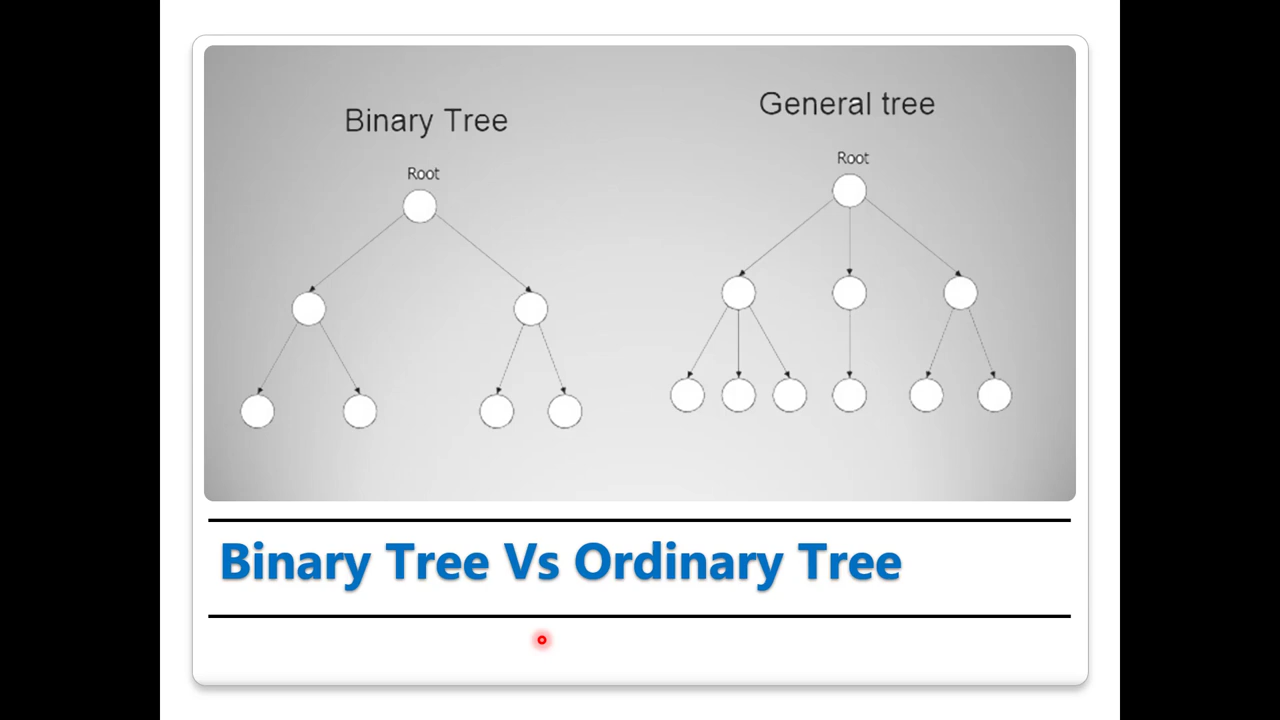 Binary Tree
General tree
Root
Root
Binary Tree Vs Ordinary Tree